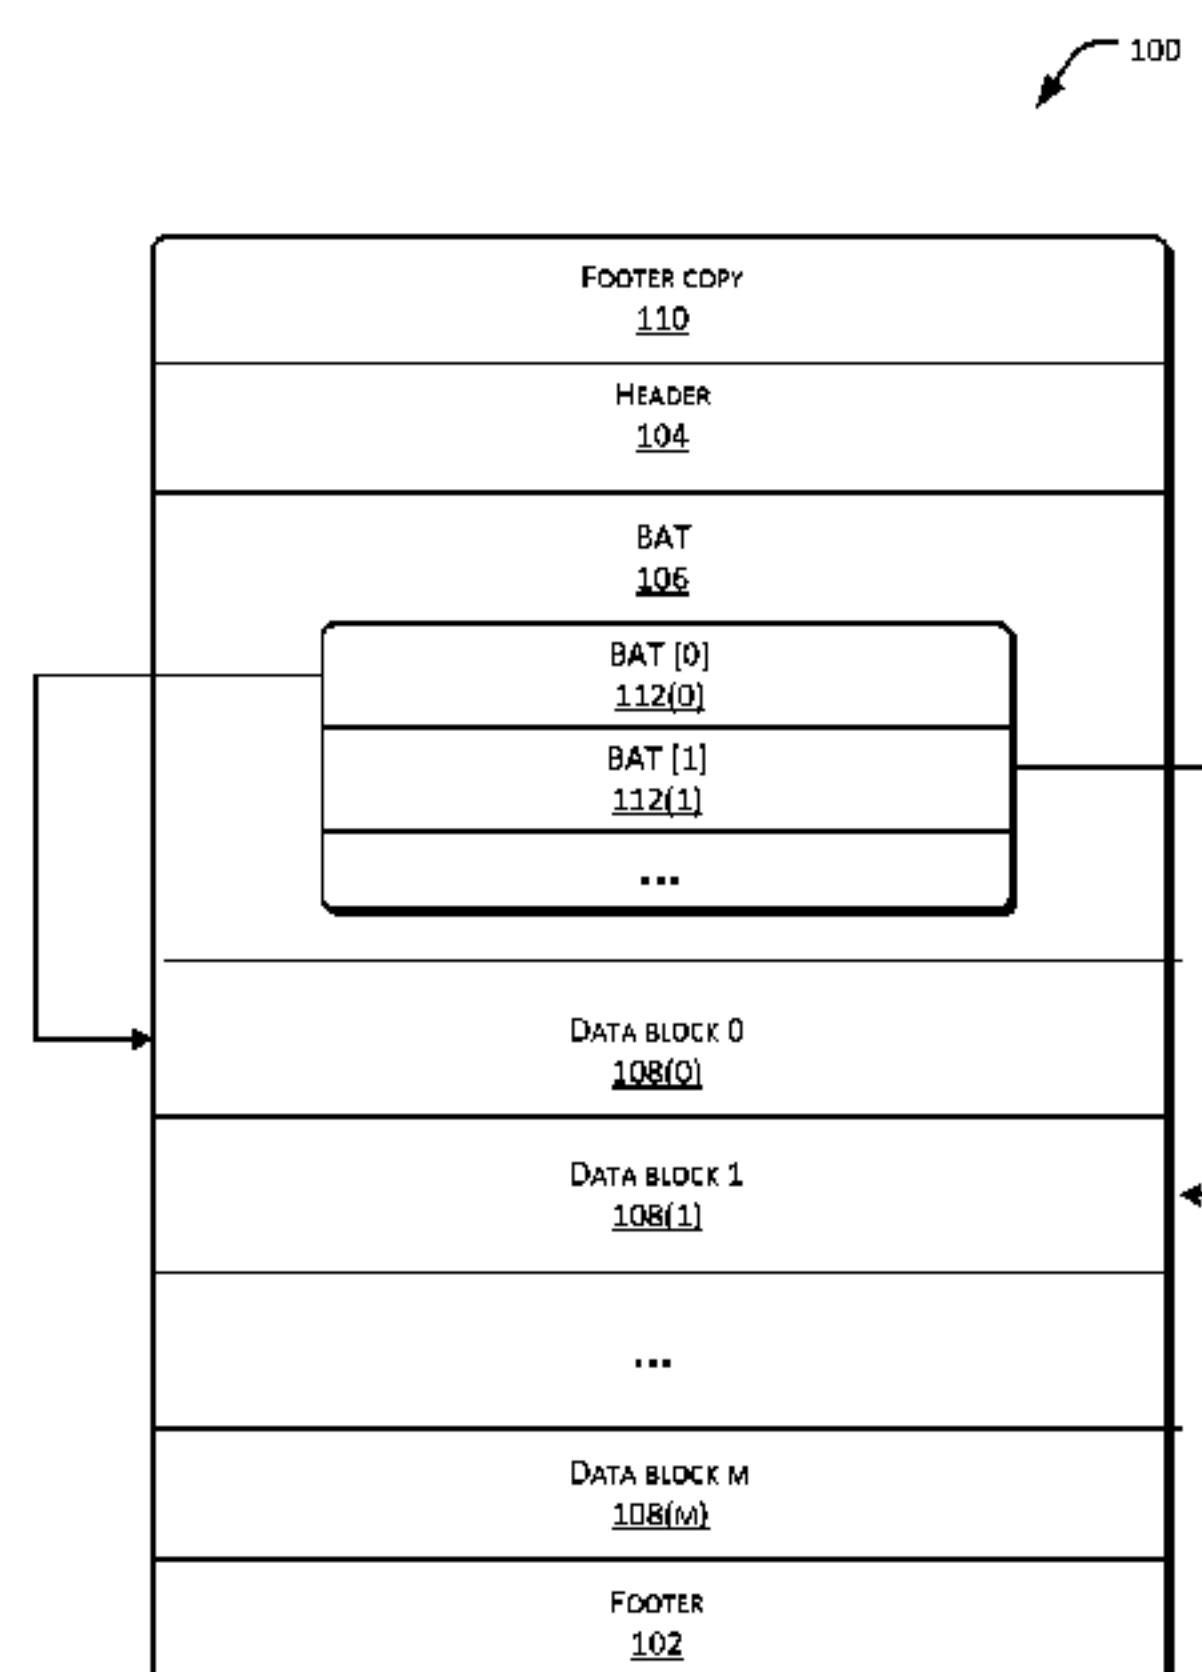 100
FOOTER COPY
110
HEADER
104
BAT
106
BAT [0]
112(0)
BAT [1]
112(1)
...
DATA BLOCK 0
108(0)
DATA BLOCK 1
108(1)
...
DATA BLOCK M
108(M)
FOOTER
102